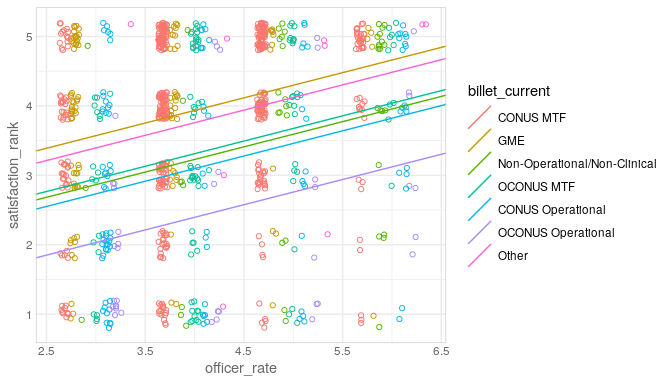 satisfaction_rank
5
4
3
2
1
2.5 3.5 4.5 5.5 6.5
officer_rate
billet_current
CONUS MTF
GME
Non-Operational/Non-Clinical
OCONUS MTF
CONUS Operational
OCONUS Operational
Other